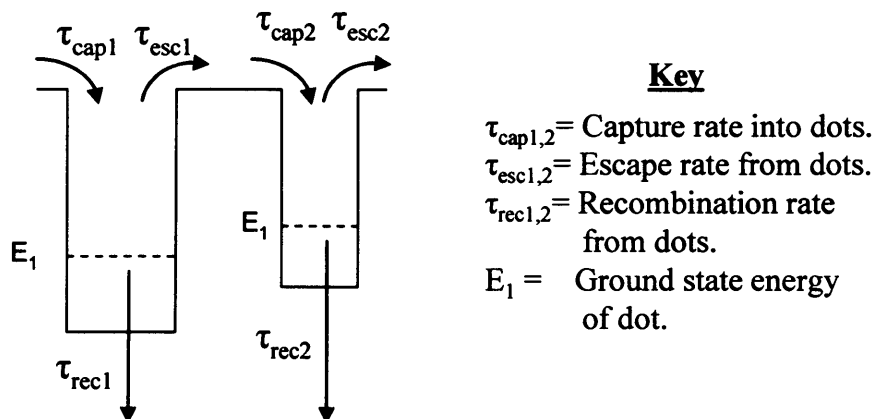 τcap1 τesc1 τcap2 τesc2
E1
E1
τrec1
τrec2
Key
τcap1,2= Capture rate into dots.
τesc1,2= Escape rate from dots.
τrec1,2= Recombination rate
from dots.
E1 = Ground state energy
of dot.